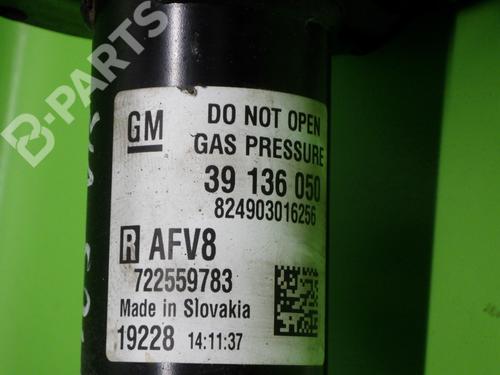 B-PARTS
GM
DO NOT OPEN
GAS PRESSURE
39 136 050
824903016256
R AFV8
722559783
Made in Slovakia
19228 14:11:37